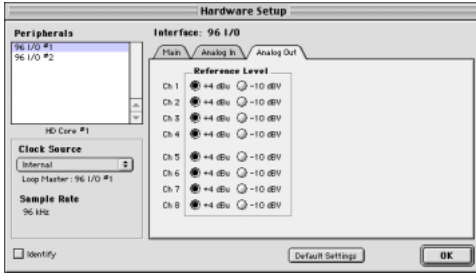 Hardware Setup
Peripherals
96 I/O #1
96 I/O #2
HD Core #1
Clock Source
Internal
Loop Master : 96 I/O #1
Sample Rate
96 kHz
Identify
Interface: 96 I/O
Main Analog In Analog Out
Reference Level
Ch 1 +4 dBu -10 dBV
Ch 2 +4 dBu -10 dBV
Ch 3 +4 dBu -10 dBV
Ch 4 +4 dBu -10 dBV
Ch 5 +4 dBu -10 dBV
Ch 6 +4 dBu -10 dBV
Ch 7 +4 dBu -10 dBV
Ch 8 +4 dBu -10 dBV
Default Settings OK